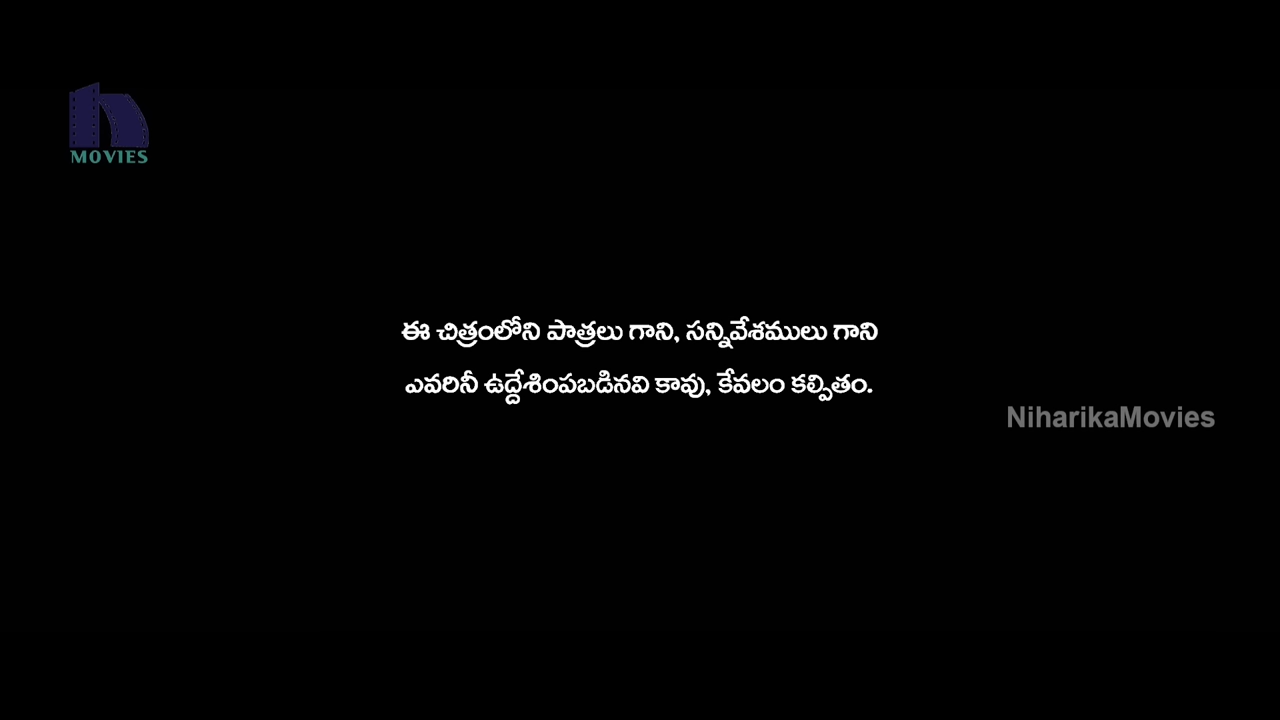 MOVIES
ఈ చిత్రంలోని పాత్రలు గాని, సన్నివేశములు గాని
ఎవరినీ ఉద్దేశింపబడినవి కావు, కేవలం కల్పితం.
NiharikaMovies